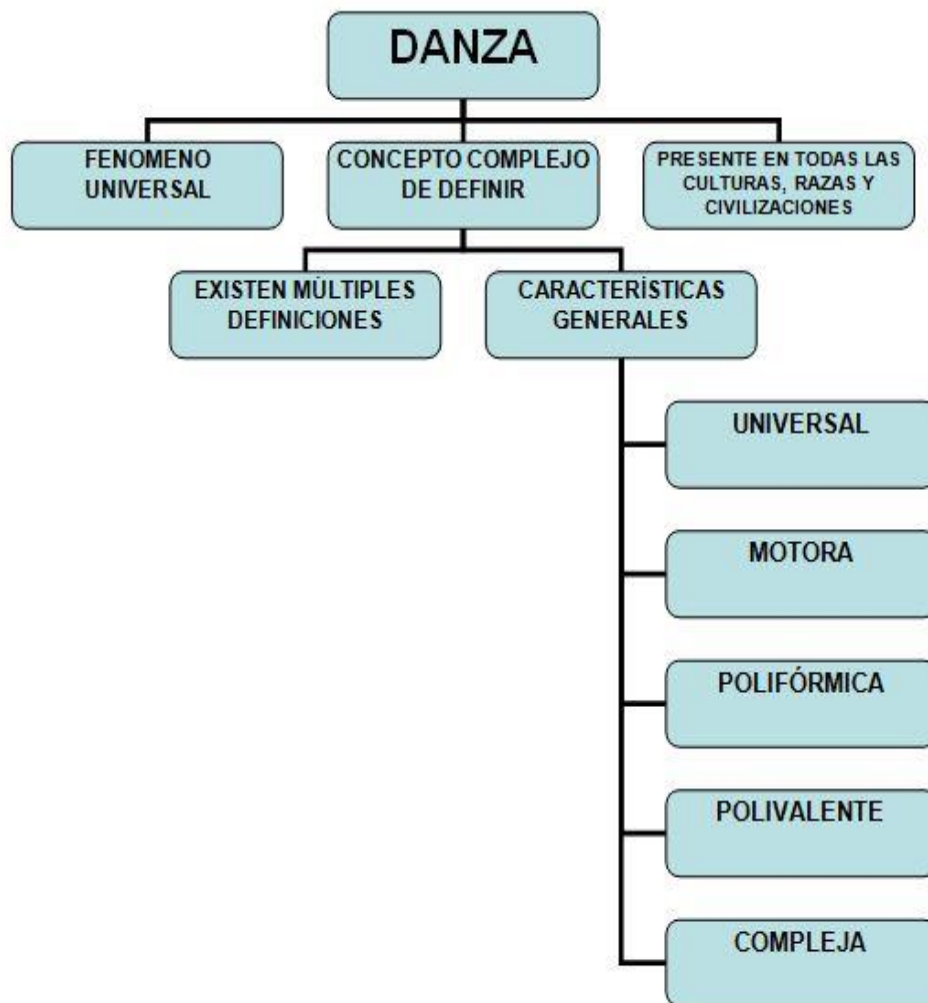 DANZA
FENOMENO
UNIVERSAL
CONCEPTO COMPLEJO
DE DEFINIR
PRESENTE EN TODAS LAS
CULTURAS, RAZAS Y
CIVILIZACIONES
EXISTEN MÚLTIPLES
DEFINICIONES
CARACTERÍSTICAS
GENERALES
UNIVERSAL
MOTORA
POLIFÓRMICA
POLIVALENTE
COMPLEJA